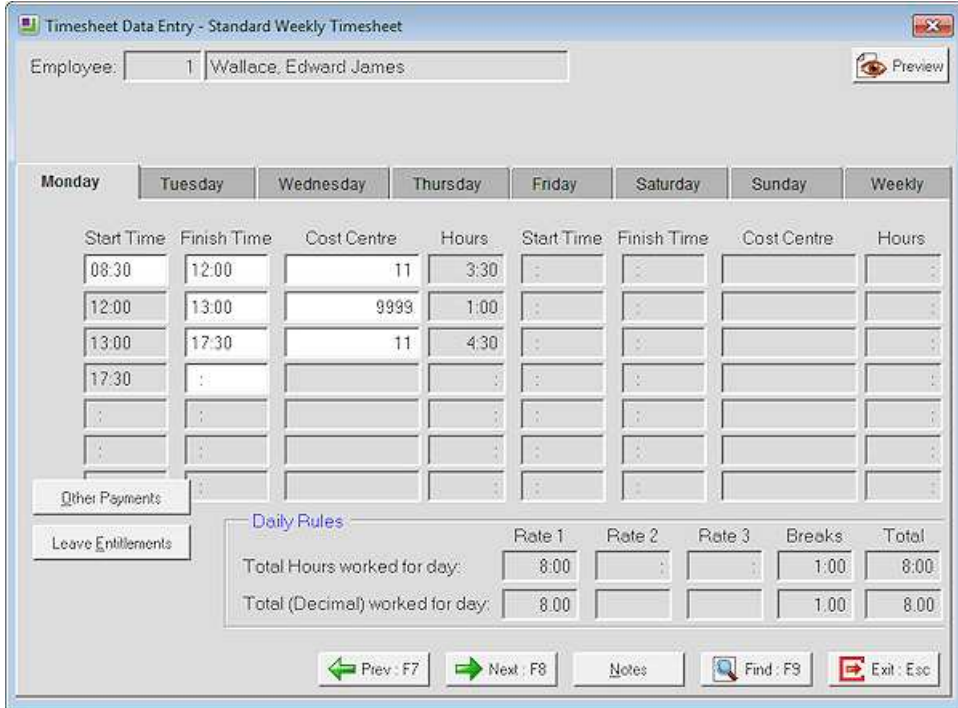 Timesheet Data Entry - Standard Weekly Timesheet
Employee: 1 Wallace, Edward James Preview
Monday Tuesday Wednesday Thursday Friday Saturday Sunday Weekly
Start Time Finish Time Cost Centre Hours Start Time Finish Time Cost Centre Hours
08:30 12:00 11 3:30 : : :
12:00 13:00 9999 1:00 : : :
13:00 17:30 11 4:30 : : :
17:30 : : : : :
: : : : : :
: : : : : :
: : : : :
Other Payments
Leave Entitlements
Daily Rules
Rate 1 Rate 2 Rate 3 Breaks Total
Total Hours worked for day: 8:00 : : 1:00 8:00
Total (Decimal) worked for day: 8.00 1.00 8.00
Prev : F7 Next : F8 Notes Find : F9 Exit : Esc